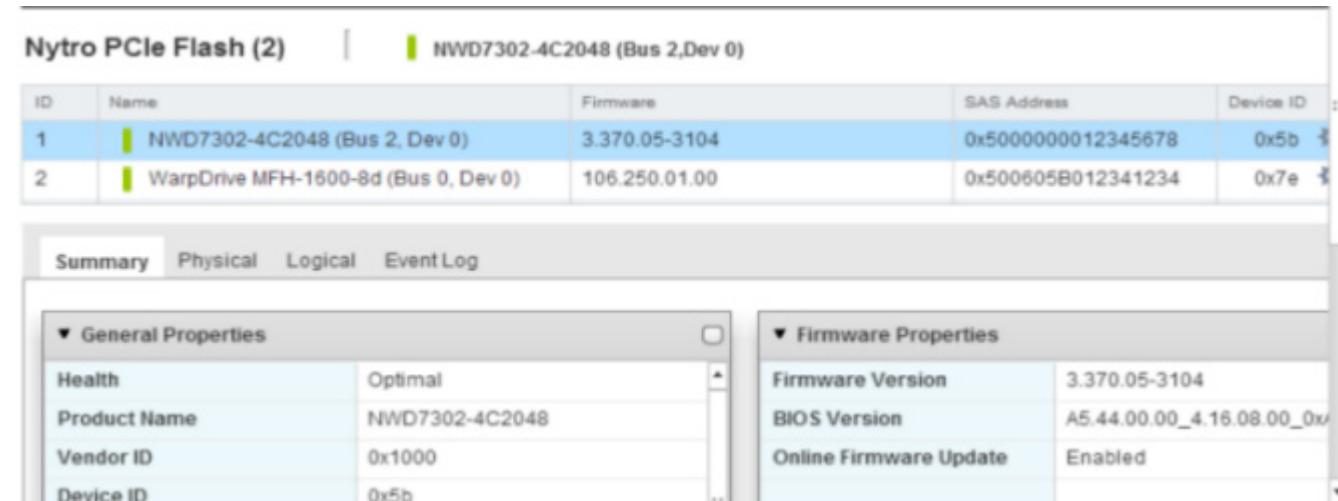 Nytro PCIe Flash (2) NWD7302-4C2048 (Bus 2,Dev 0)
ID Name Firmware SAS Address Device ID
1 NWD7302-4C2048 (Bus 2, Dev 0) 3.370.05-3104 0x5000000012345678 0x5b
2 WarpDrive MFH-1600-8d (Bus 0, Dev 0) 106.250.01.00 0x500605B012341234 0x7e
Summary Physical Logical Event Log
▼ General Properties ▼ Firmware Properties
Health Optimal Firmware Version 3.370.05-3104
Product Name NWD7302-4C2048 BIOS Version A5.44.00.00_4.16.08.00_0x
Vendor ID 0x1000 Online Firmware Update Enabled
Device ID 0x5b